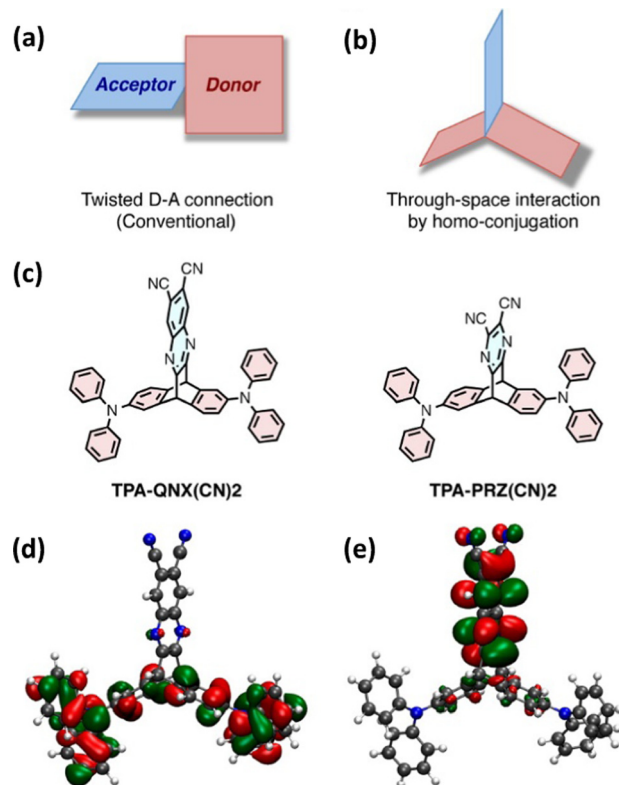 (a)
(b)
Acceptor Donor
Twisted D-A connection
(Conventional)
Through-space interaction
by homo-conjugation
(c)
NC
CN
N
N
N
N
TPA-QNX(CN)2
NC
CN
N
N
N
N
TPA-PRZ(CN)2
(d)
(e)